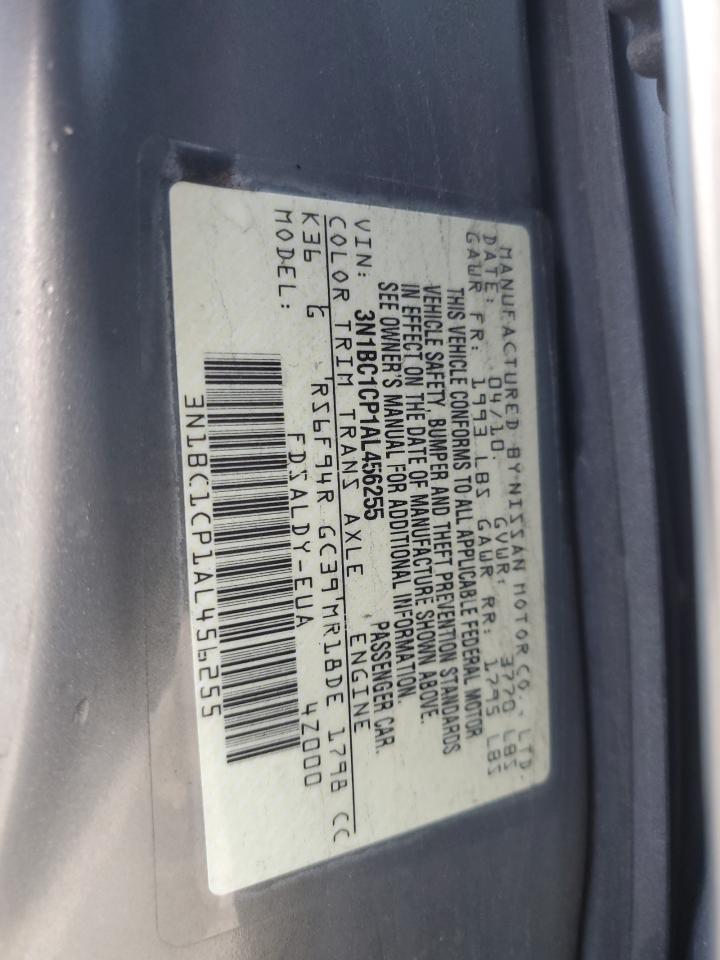 MANUFACTURED BY NISSAN MOTOR CO., LTD.
DATE: 04/10 GVWR: 3770 LBS
GAWR FR: 1993 LBS GAWR RR: 1795 LBS
THIS VEHICLE CONFORMS TO ALL APPLICABLE FEDERAL MOTOR
VEHICLE SAFETY, BUMPER AND THEFT PREVENTION STANDARDS
IN EFFECT ON THE DATE OF MANUFACTURE SHOWN ABOVE.
SEE OWNER'S MANUAL FOR ADDITIONAL INFORMATION.
VIN: 3N1BC1CP1AL456255 PASSENGER CAR.
COLOR TRIM TRANS AXLE ENGINE
K36 G RS6F94R GC39 MR18DE 1798 CC
MODEL: FDSALDY-EUA 4Z000
3N1BC1CP1AL456255